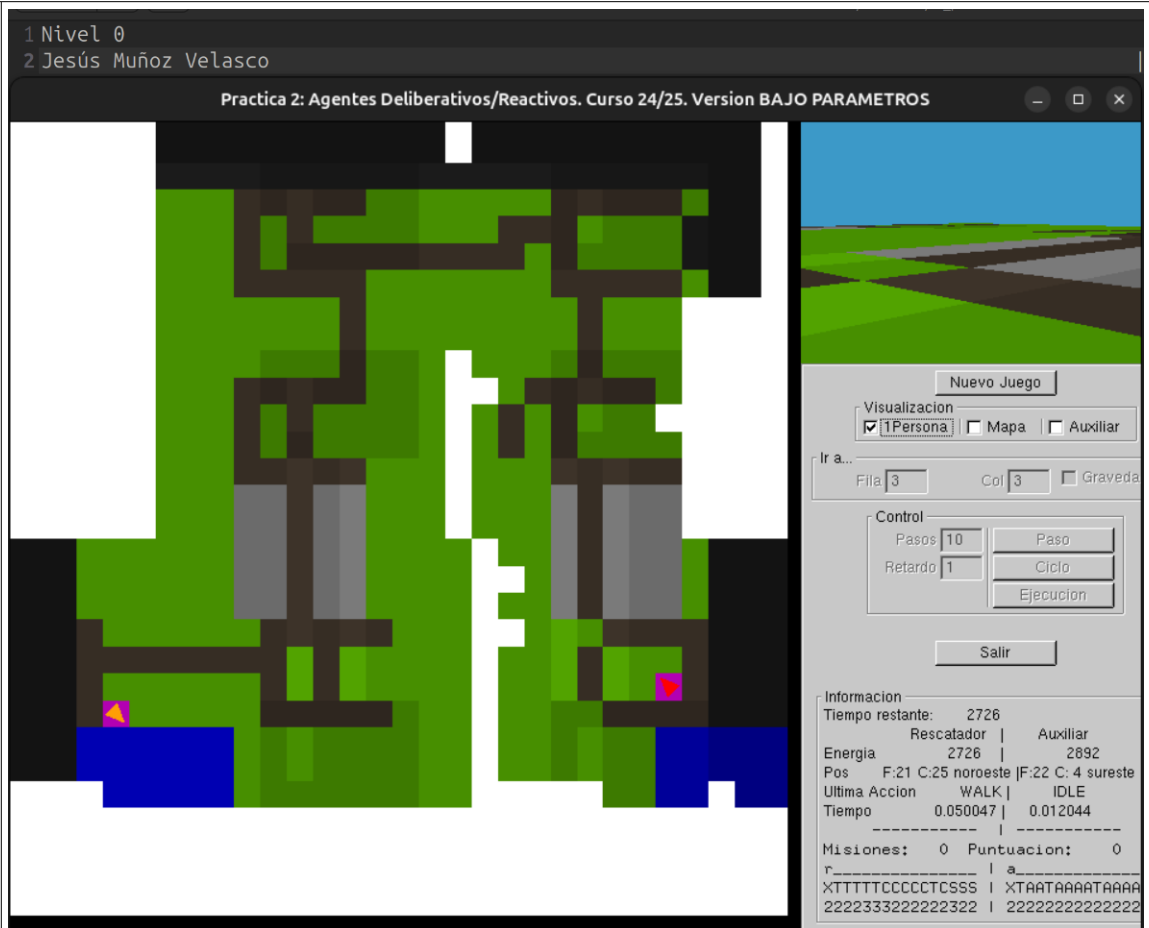 1 Nivel 0
2 Jesús Muñoz Velasco
Practica 2: Agentes Deliberativos/Reactivos. Curso 24/25. Version BAJO PARAMETROS
Nuevo Juego
Visualizacion
1Persona | Mapa | Auxiliar
Ir a...
Fila 3 Col 3 Graveda
Control
Pasos 10 Paso
Retardo 1 Ciclo
Ejecucion
Salir
Informacion
Tiempo restante: 2726
Rescatador | Auxiliar
Energia 2726 | 2892
Pos F:21 C:25 noroeste |F:22 C: 4 sureste
Ultima Accion WALK | IDLE
Tiempo 0.050047 | 0.012044
----------- | -----------
Misiones: 0 Puntuacion: 0
r_______________ | a_____________
XTTTTTCCCCCTCSSS | XTAATAAAATAAAA
2222333222222322 | 22222222222222